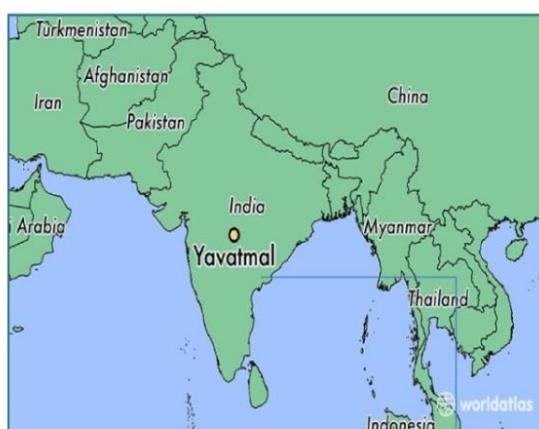 Turkmenistan
Afghanistan
Iran
China
Pakistan
i Arabia
India
Myanmar
Yavatmal
Thailand
worldatlas
Indonesia